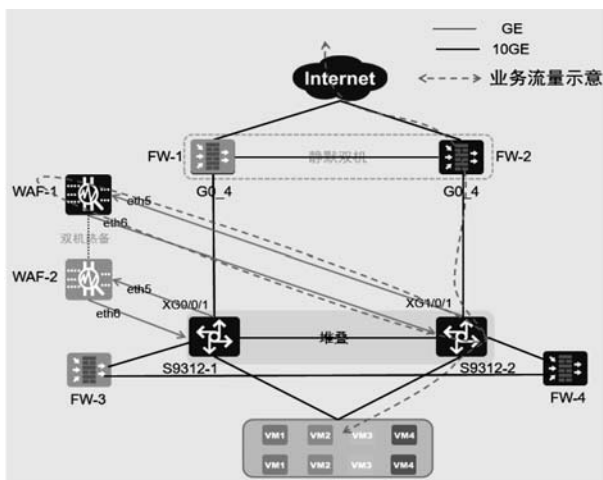 GE
10GE
业务流量示意
Internet
FW-1
静默双机
FW-2
G0_4
G0_4
WAF-1
eth5
eth6
双机热备
WAF-2
eth5
eth6
XG0/0/1
XG1/0/1
堆叠
S9312-1
S9312-2
FW-3
FW-4
VM1 VM2 VM3 VM4
VM1 VM2 VM3 VM4